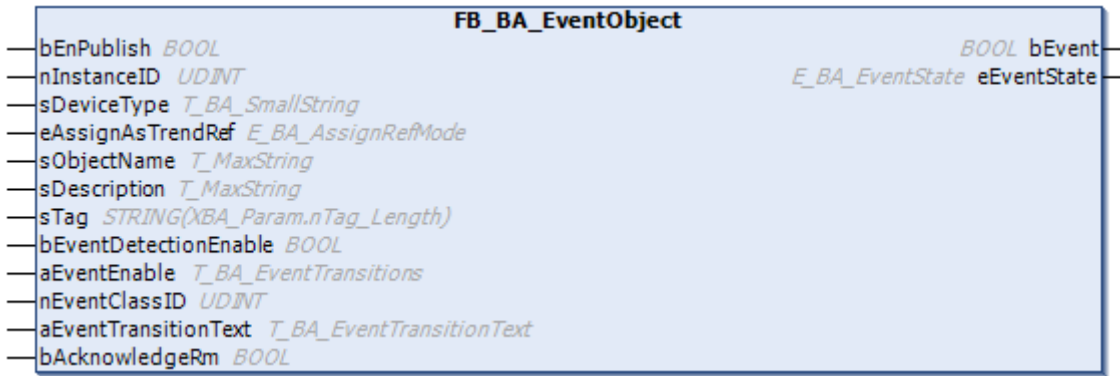 FB_BA_EventObject
bEnPublish BOOL BOOL bEvent
nInstanceID UDINT E_BA_EventState eEventState
sDeviceType T_BA_SmallString
eAssignAsTrendRef E_BA_AssignRefMode
sObjectName T_MaxString
sDescription T_MaxString
sTag STRING(XBA_Param.nTag_Length)
bEventDetectionEnable BOOL
aEventEnable T_BA_EventTransitions
nEventClassID UDINT
aEventTransitionText T_BA_EventTransitionText
bAcknowledgeRm BOOL